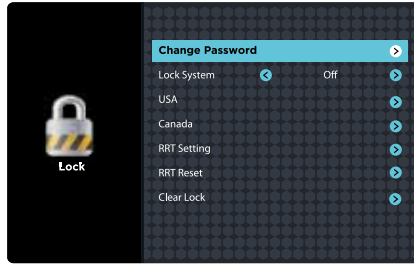 Change Password
Lock System Off
USA
Canada
RRT Setting
RRT Reset
Clear Lock
Lock